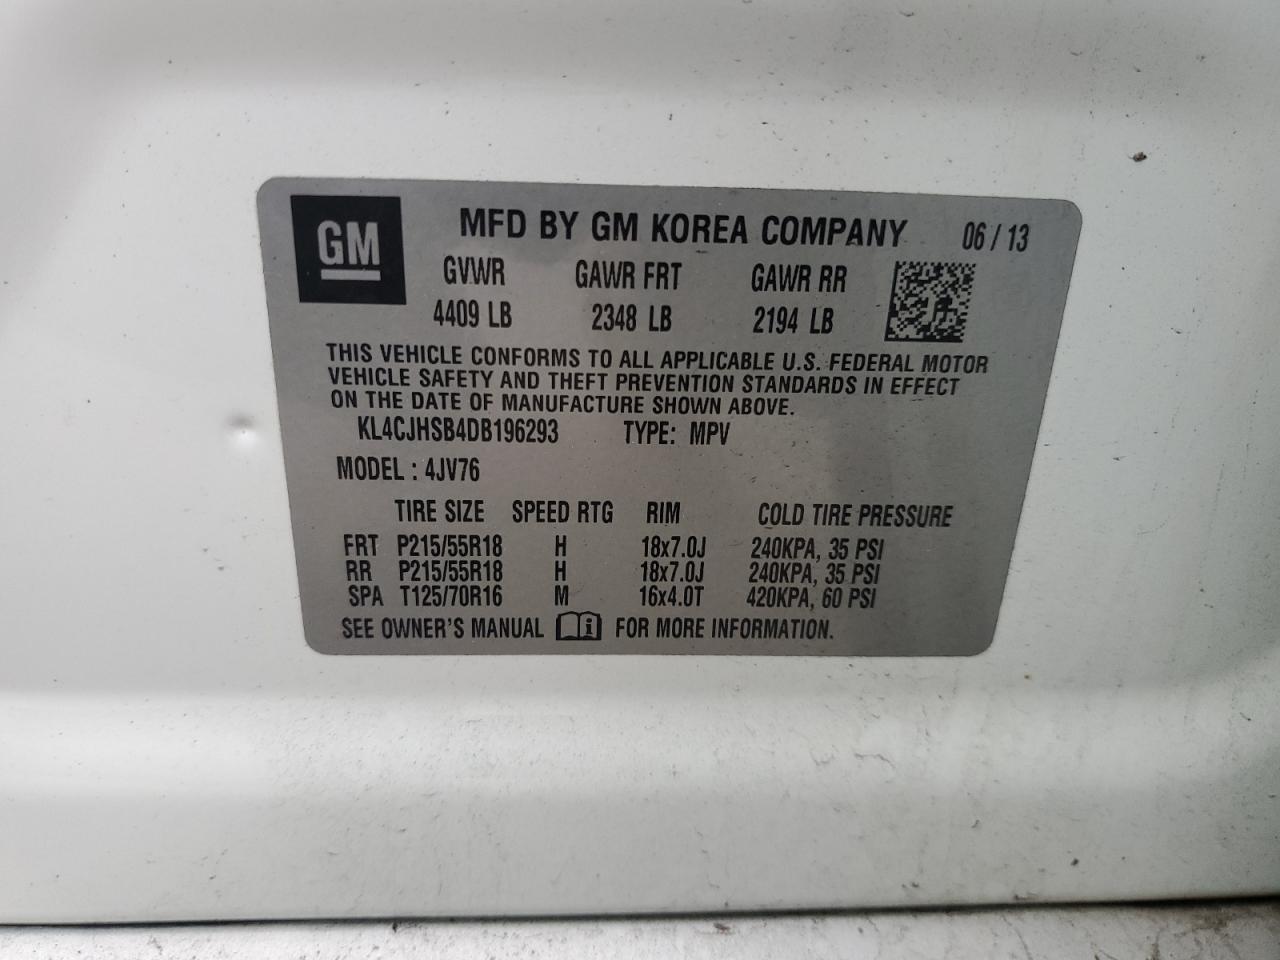 GM
MFD BY GM KOREA COMPANY 06 / 13
GVWR GAWR FRT GAWR RR
4409 LB 2348 LB 2194 LB
THIS VEHICLE CONFORMS TO ALL APPLICABLE U.S. FEDERAL MOTOR
VEHICLE SAFETY AND THEFT PREVENTION STANDARDS IN EFFECT
ON THE DATE OF MANUFACTURE SHOWN ABOVE.
KL4CJHSB4DB196293 TYPE: MPV
MODEL : 4JV76
TIRE SIZE SPEED RTG RIM COLD TIRE PRESSURE
FRT P215/55R18 H 18x7.0J 240KPA, 35 PSI
RR P215/55R18 H 18x7.0J 240KPA, 35 PSI
SPA T125/70R16 M 16x4.0T 420KPA, 60 PSI
SEE OWNER'S MANUAL i FOR MORE INFORMATION.